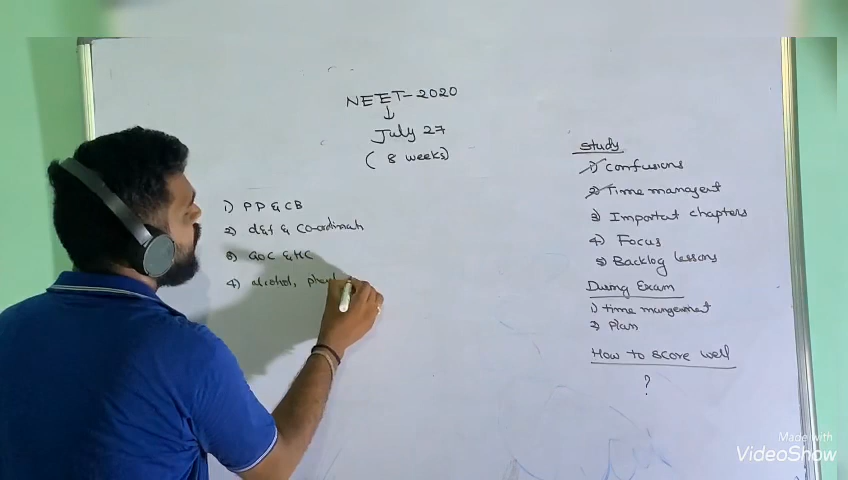 NEET-2020
↓
July 27
(8 weeks)
1) PP & CB
2) d&f & Co-ordinah
3) GOC & HC
4) alcohol, phenol
Study
1) Confusions
2) Time managent
3) Important chapters
4) Focus
5) Backlog lessons
During Exam
1) time mangement
2) Plan
How to score well
?
Made with
VideoShow